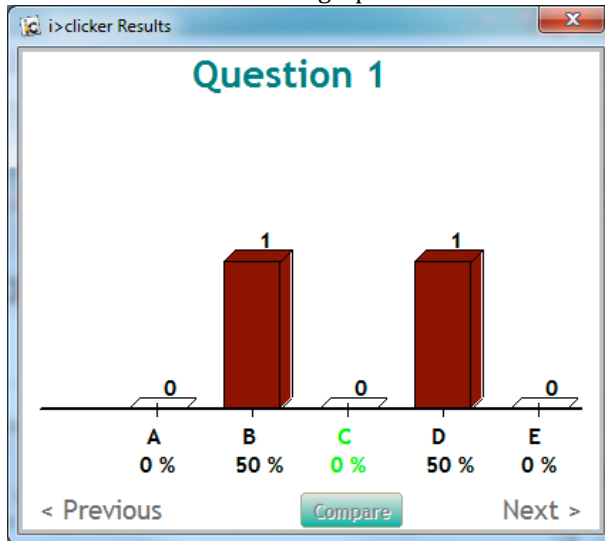 i>clicker Results
Question 1
1 1
0 0 0
A B C D E
0 % 50 % 0 % 50 % 0 %
< Previous Compare Next >